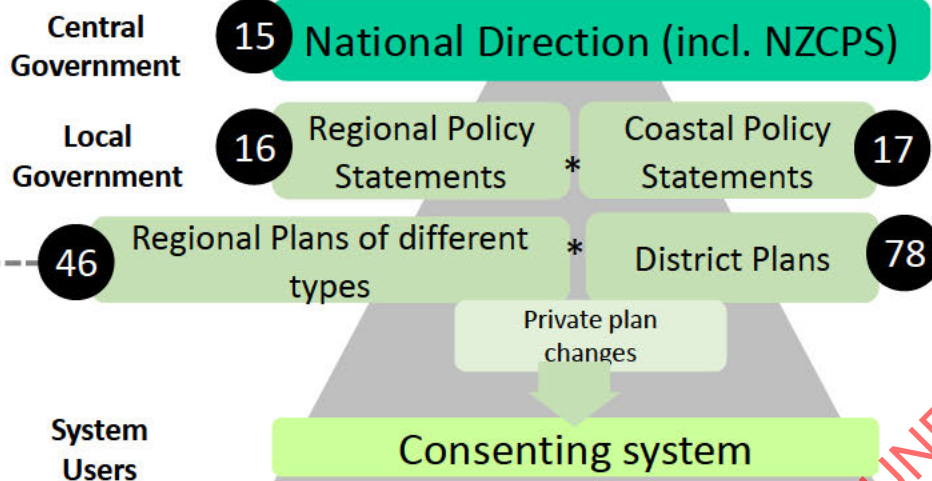 Central
Government
15
National Direction (incl. NZCPS)
Local
Government
16
Regional Policy
Statements
*
Coastal Policy
Statements
17
46
Regional Plans of different
types
*
District Plans
78
Private plan
changes
System
Users
Consenting system